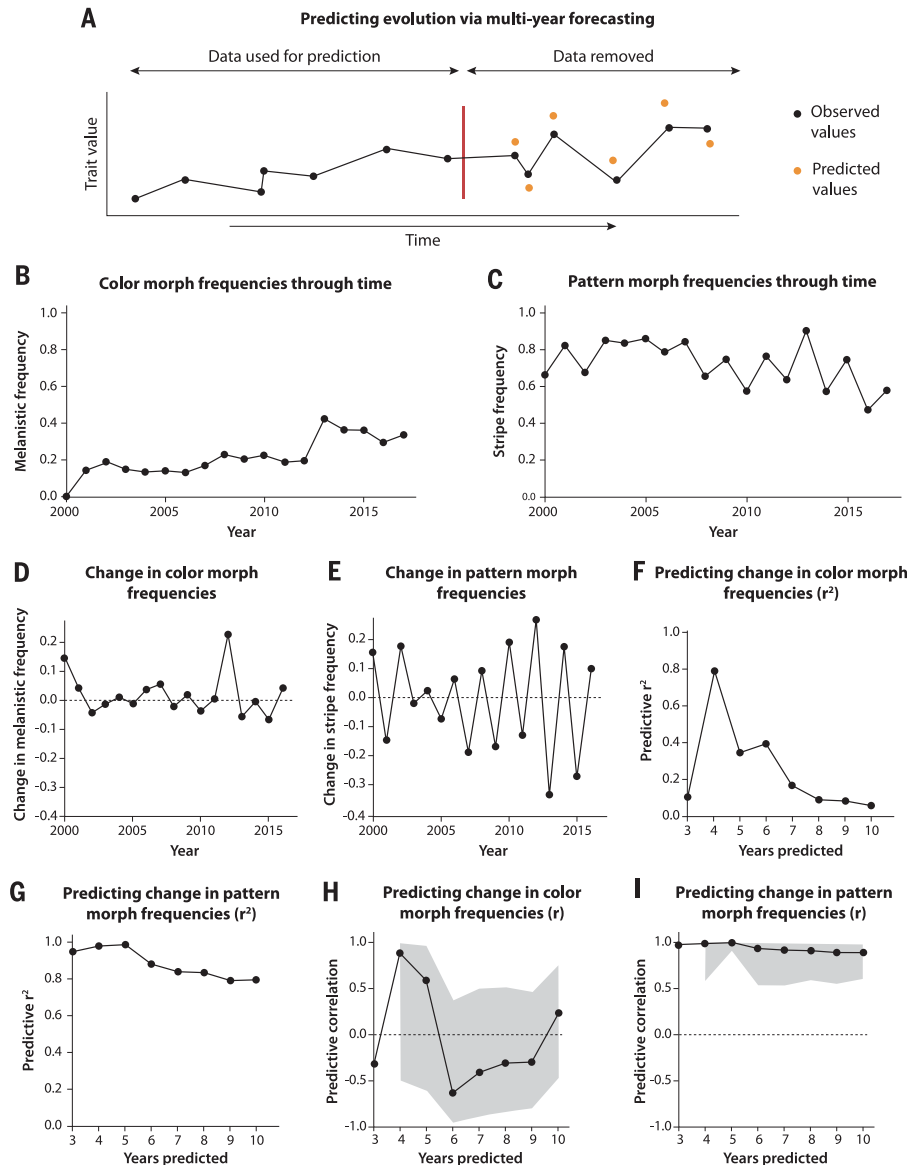 A
Predicting evolution via multi-year forecasting
Data used for prediction
Data removed
Trait value
Time
Observed
values
Predicted
values
B
Color morph frequencies through time
Melanistic frequency
1.0
0.8
0.6
0.4
0.2
0.0
2000
2005
2010
2015
Year
C
Pattern morph frequencies through time
Stripe frequency
1.0
0.8
0.6
0.4
0.2
0.0
2000
2005
2010
2015
Year
D
Change in color morph
frequencies
Change in melanistic frequency
0.2
0.1
0.0
-0.1
-0.2
-0.3
-0.4
2000
2005
2010
2015
Year
E
Change in pattern morph
frequencies
Change in stripe frequency
0.2
0.1
0.0
-0.1
-0.2
-0.3
-0.4
2000
2005
2010
2015
Year
F
Predicting change in color morph
frequencies (r²)
Predictive r²
1.0
0.8
0.6
0.4
0.2
0.0
3 4 5 6 7 8 9 10
Years predicted
G
Predicting change in pattern
morph frequencies (r²)
Predictive r²
1.0
0.8
0.6
0.4
0.2
0.0
3 4 5 6 7 8 9 10
Years predicted
H
Predicting change in color
morph frequencies (r)
Predictive correlation
1.0
0.5
0.0
-0.5
-1.0
3 4 5 6 7 8 9 10
Years predicted
I
Predicting change in pattern
morph frequencies (r)
Predictive correlation
1.0
0.5
0.0
-0.5
-1.0
3 4 5 6 7 8 9 10
Years predicted